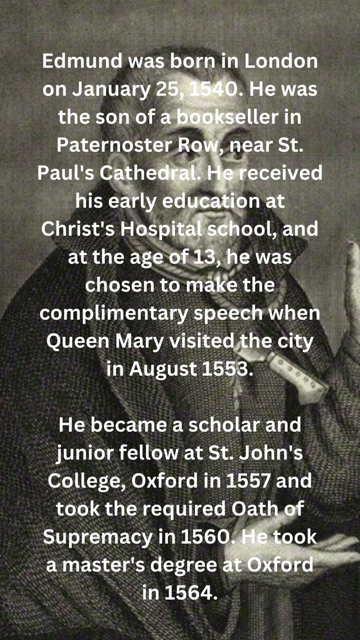 Edmund was born in London
on January 25, 1540. He was
the son of a bookseller in
Paternoster Row, near St.
Paul's Cathedral. He received
his early education at
Christ's Hospital school, and
at the age of 13, he was
chosen to make the
complimentary speech when
Queen Mary visited the city
in August 1553.
He became a scholar and
junior fellow at St. John's
College, Oxford in 1557 and
took the required Oath of
Supremacy in 1560. He took
a master's degree at Oxford
in 1564.